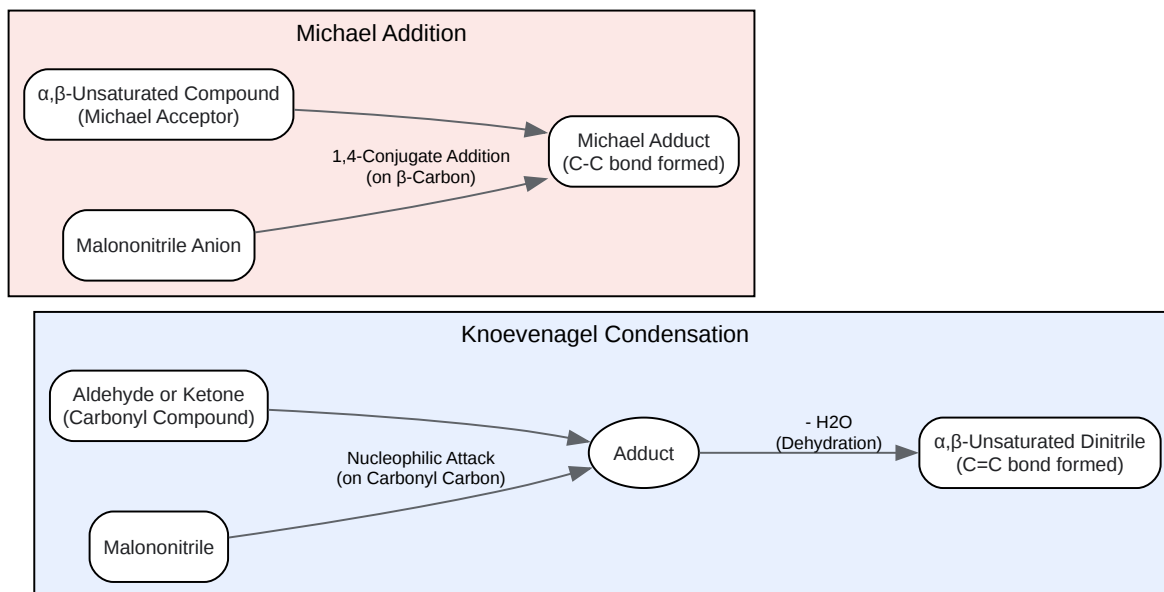 Michael Addition
α,β-Unsaturated Compound
(Michael Acceptor)
1,4-Conjugate Addition
(on β-Carbon)
Malononitrile Anion
Michael Adduct
(C-C bond formed)
Knoevenagel Condensation
Aldehyde or Ketone
(Carbonyl Compound)
Nucleophilic Attack
(on Carbonyl Carbon)
Malononitrile
Adduct
- H2O
(Dehydration)
α,β-Unsaturated Dinitrile
(C=C bond formed)